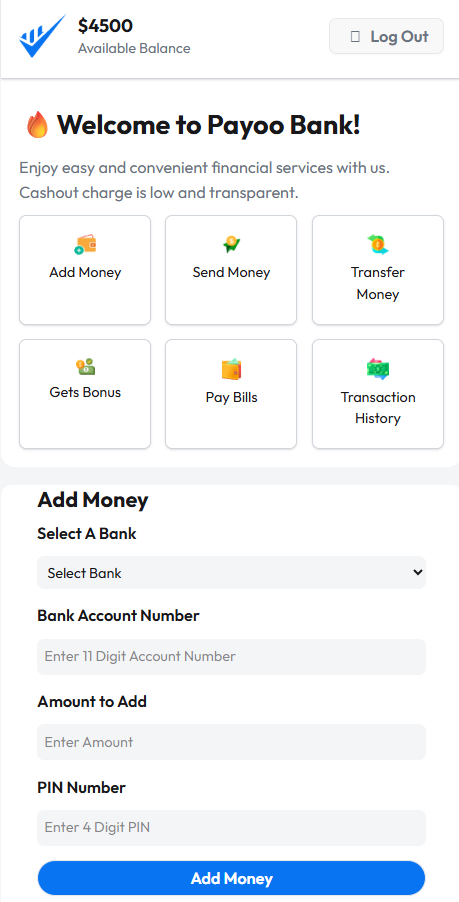 $4500
Available Balance
Log Out
Welcome to Payoo Bank!
Enjoy easy and convenient financial services with us.
Cashout charge is low and transparent.
Add Money
Send Money
Transfer
Money
Gets Bonus
Pay Bills
Transaction
History
Add Money
Select A Bank
Select Bank
Bank Account Number
Enter 11 Digit Account Number
Amount to Add
Enter Amount
PIN Number
Enter 4 Digit PIN
Add Money